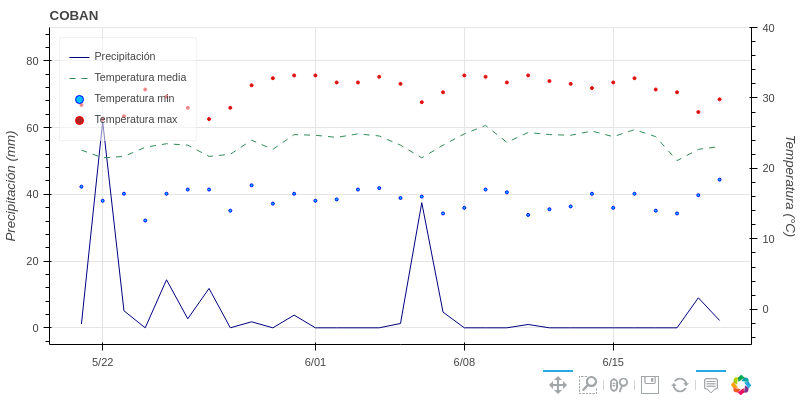 COBAN
Precipitación
Temperatura media
Temperatura min
Temperatura max
Precipitación (mm)
80
60
40
20
0
Temperatura (°C)
40
30
20
10
0
5/22
6/01
6/08
6/15